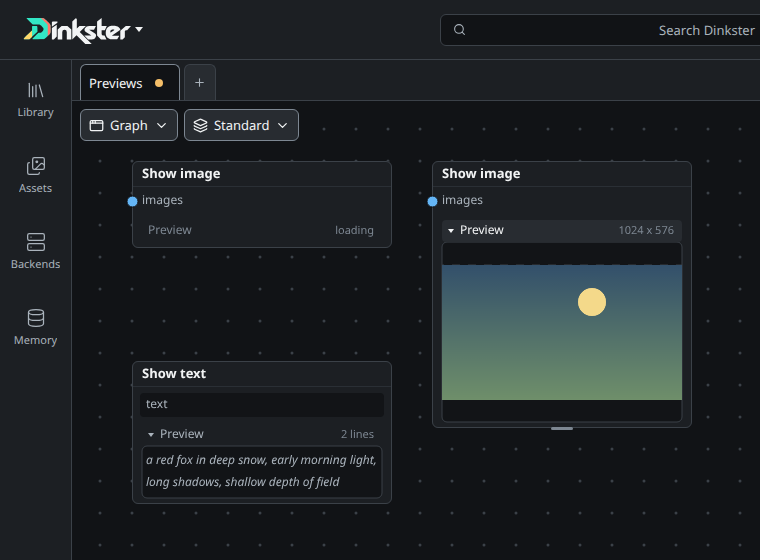 Dinkster
Search Dinkster
Library
Assets
Backends
Memory
Previews
+
Graph
Standard
Show image
images
Preview loading
Show image
images
Preview 1024 x 576
Show text
text
Preview 2 lines
a red fox in deep snow, early morning light,
long shadows, shallow depth of field